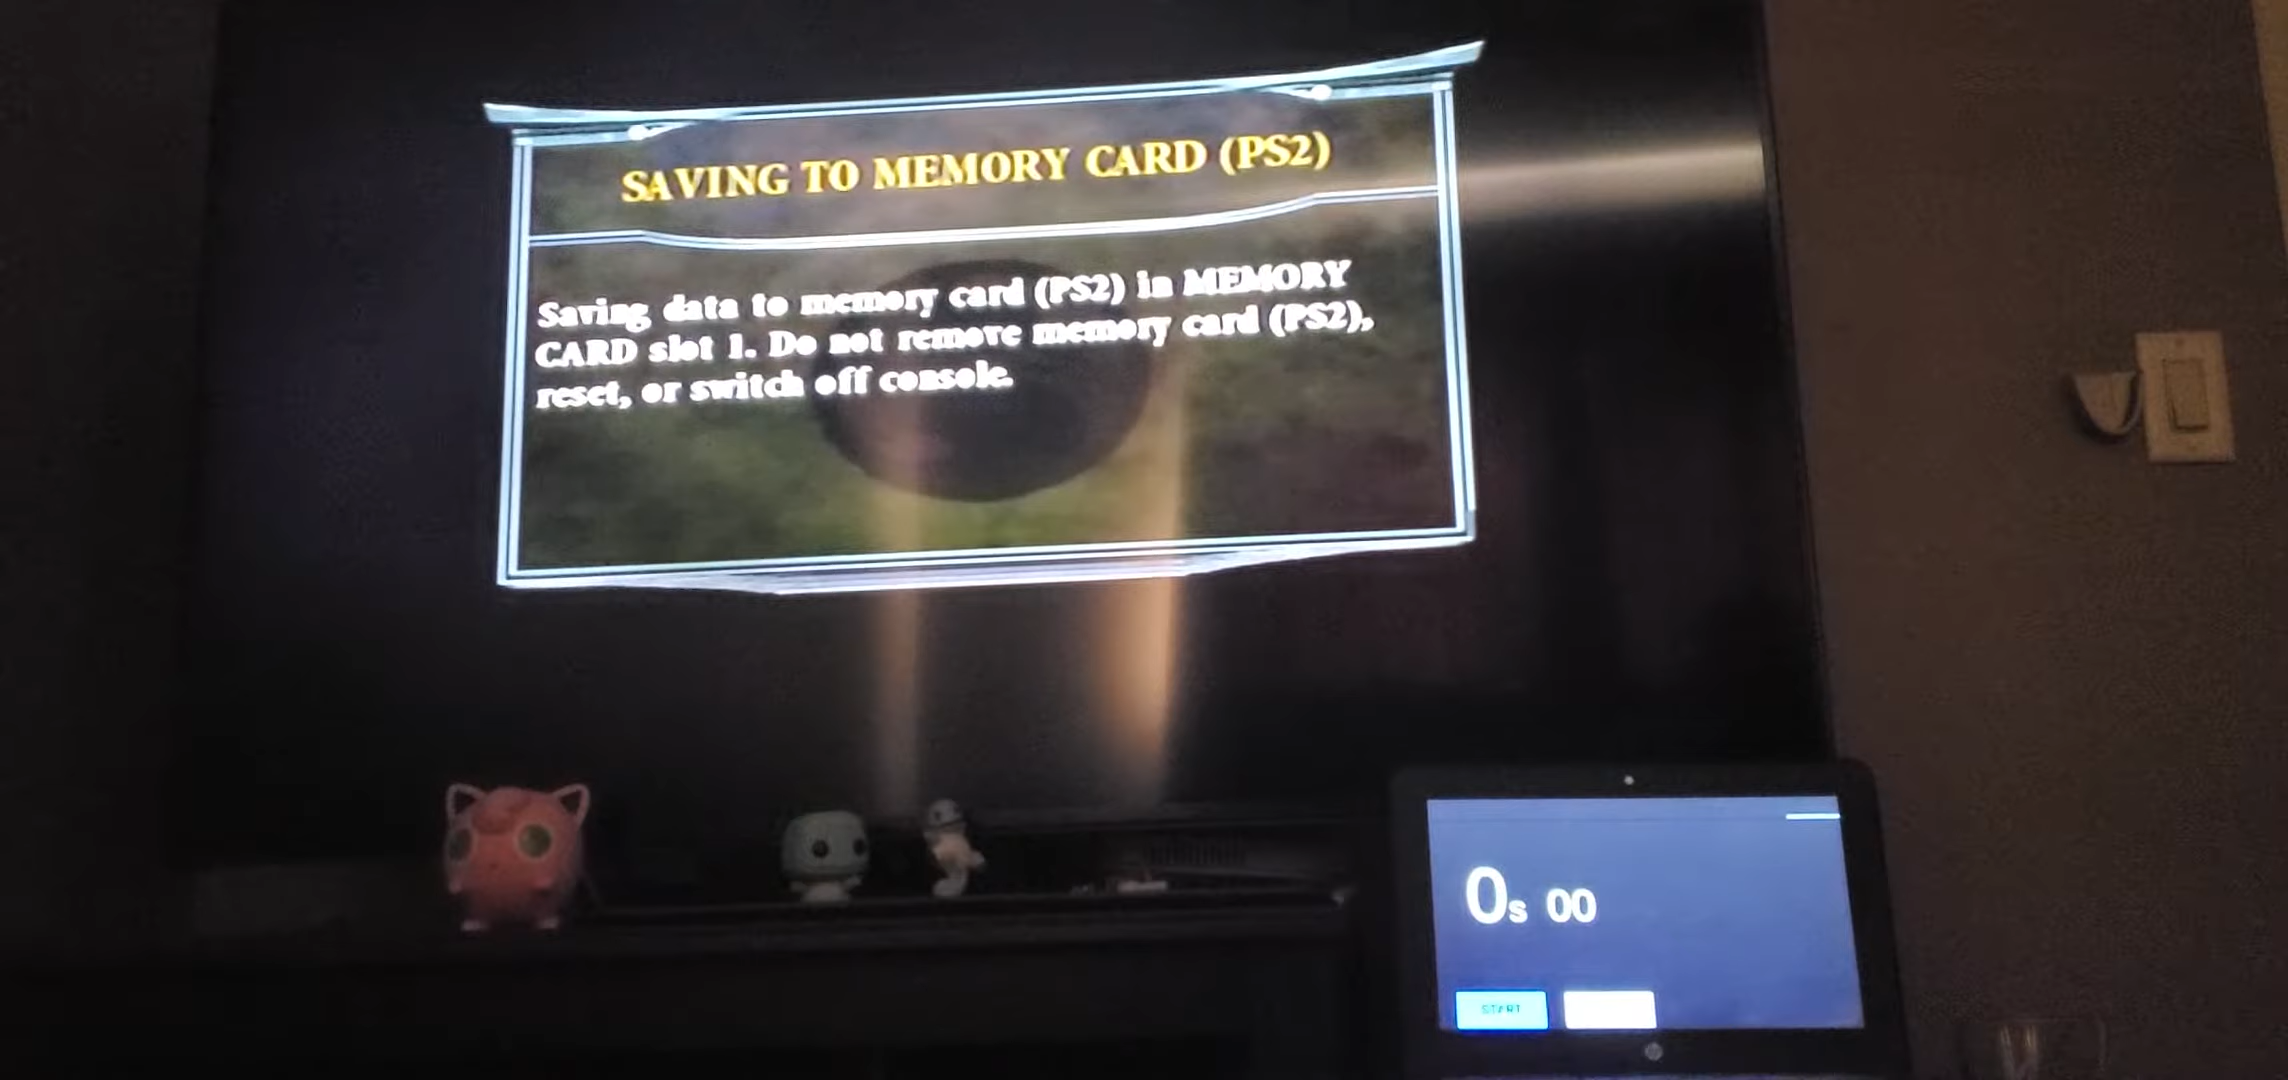 SAVING TO MEMORY CARD (PS2)
Saving data to memory card (PS2) in MEMORY
CARD slot 1. Do not remove memory card (PS2),
reset, or switch off console.
0s 00
START